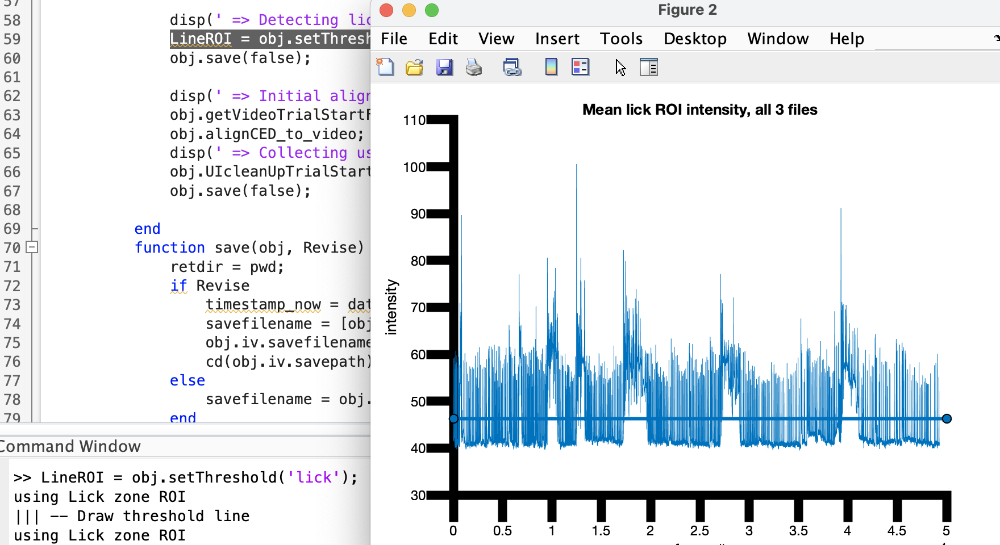 57
58 disp(' => Detecting lic
59 LineROI = obj.setThresh
60 obj.save(false);
61
62 disp(' => Initial align
63 obj.getVideoTrialStart
64 obj.alignCED_to_video;
65 disp(' => Collecting us
66 obj.UIcleanUpTrialStart
67 obj.save(false);
68
69 end
70 function save(obj, Revise)
71 retdir = pwd;
72 if Revise
73 timestamp_now = dat
74 savefilename = [obj
75 obj.iv.savefilename
76 cd(obj.iv.savepath)
77 else
78 savefilename = obj.
79 end
Command Window
>> LineROI = obj.setThreshold('lick');
using Lick zone ROI
||| -- Draw threshold line
using Lick zone ROI
Figure 2
File Edit View Insert Tools Desktop Window Help
Mean lick ROI intensity, all 3 files
110
100
90
80
70
60
50
40
30
intensity
0 0.5 1 1.5 2 2.5 3 3.5 4 4.5 5